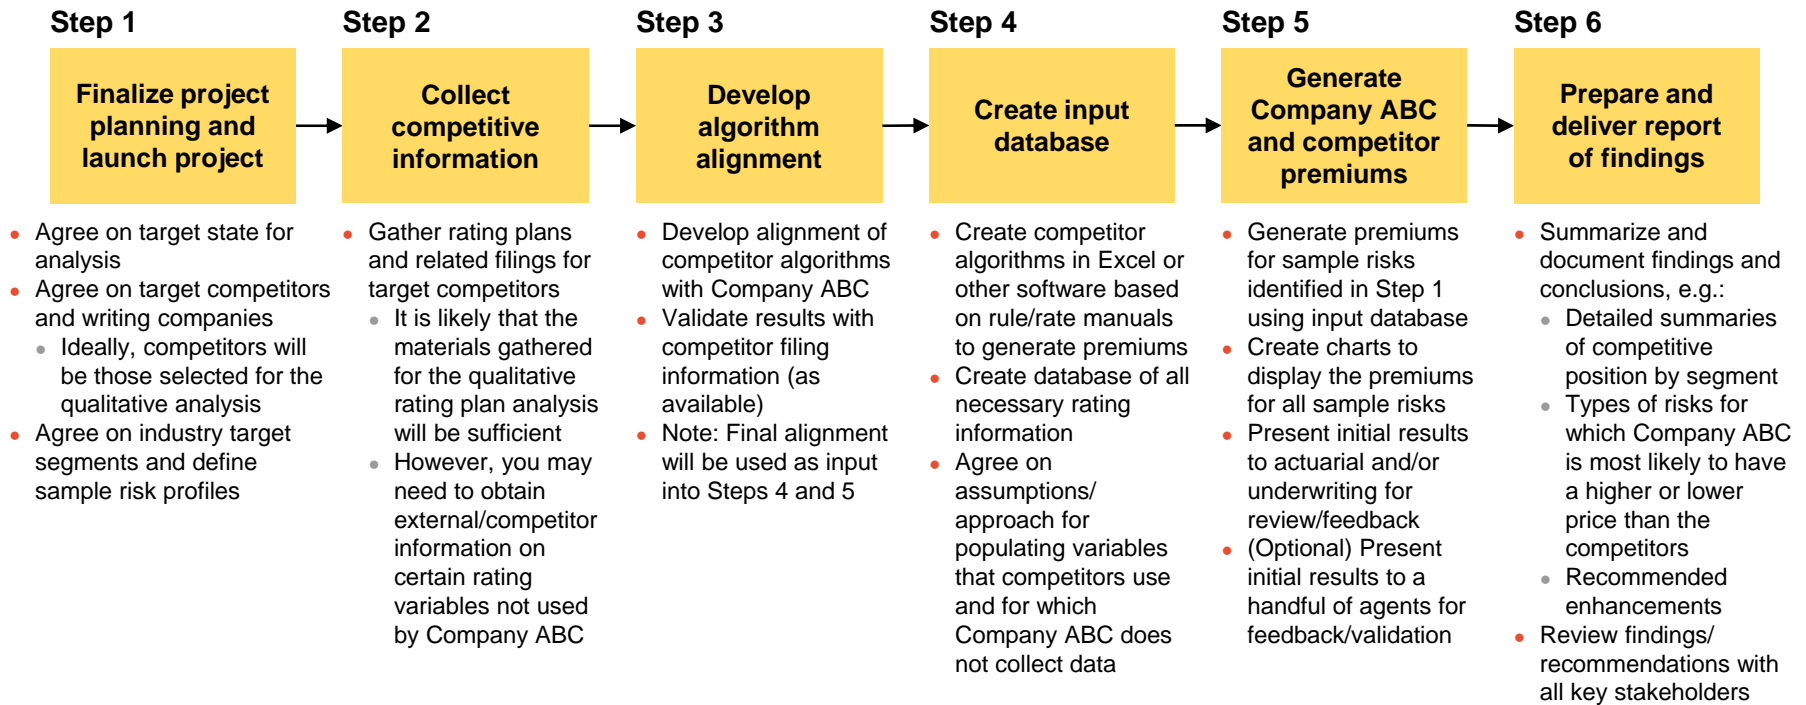 Step 1
Finalize project
planning and
launch project
• Agree on target state for
analysis
• Agree on target competitors
and writing companies
• Ideally, competitors will
be those selected for the
qualitative analysis
• Agree on industry target
segments and define
sample risk profiles
Step 2
Collect
competitive
information
• Gather rating plans
and related filings for
target competitors
• It is likely that the
materials gathered
for the qualitative
rating plan analysis
will be sufficient
• However, you may
need to obtain
external/competitor
information on
certain rating
variables not used
by Company ABC
Step 3
Develop
algorithm
alignment
• Develop alignment of
competitor algorithms
with Company ABC
• Validate results with
competitor filing
information (as
available)
• Note: Final alignment
will be used as input
into Steps 4 and 5
Step 4
Create input
database
• Create competitor
algorithms in Excel or
other software based
on rule/rate manuals
to generate premiums
• Create database of all
necessary rating
information
• Agree on
assumptions/
approach for
populating variables
that competitors use
and for which
Company ABC does
not collect data
Step 5
Generate
Company ABC
and competitor
premiums
• Generate premiums
for sample risks
identified in Step 1
using input database
• Create charts to
display the premiums
for all sample risks
• Present initial results
to actuarial and/or
underwriting for
review/feedback
• (Optional) Present
initial results to a
handful of agents for
feedback/validation
Step 6
Prepare and
deliver report
of findings
• Summarize and
document findings and
conclusions, e.g.:
• Detailed summaries
of competitive
position by segment
• Types of risks for
which Company ABC
is most likely to have
a higher or lower
price than the
competitors
• Recommended
enhancements
• Review findings/
recommendations with
all key stakeholders